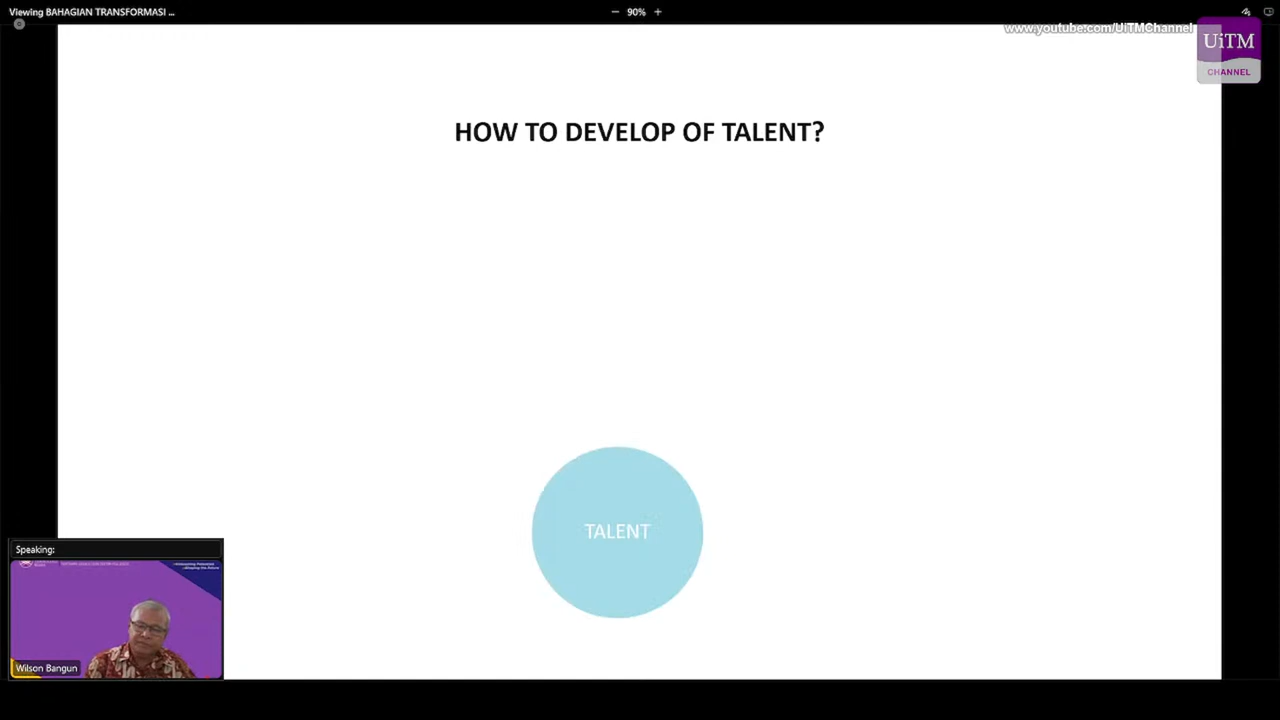 Viewing BAHAGIAN TRANSFORMASI ...
90%
www.youtube.com/UiTMChannel
UiTM
CHANNEL
HOW TO DEVELOP OF TALENT?
TALENT
Speaking:
Wilson Bangun